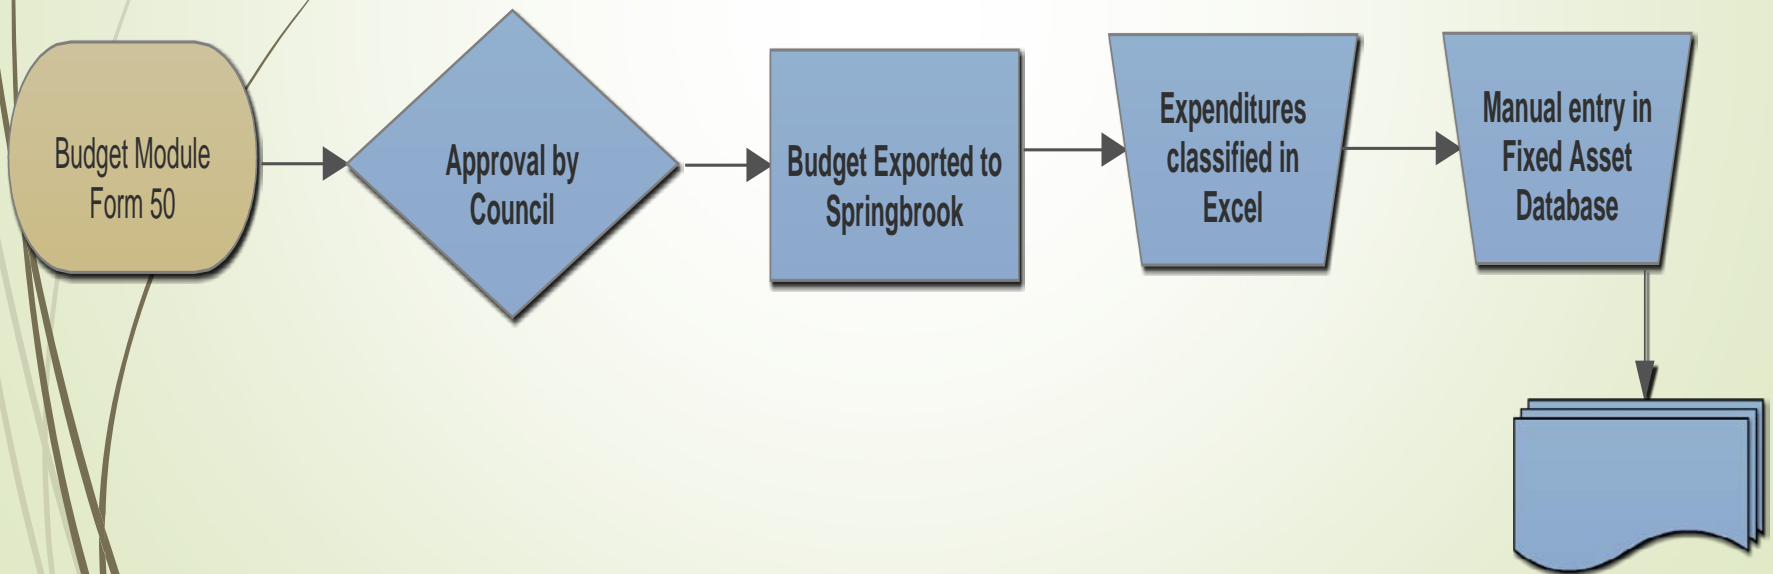 Budget Module
Form 50
Approval by
Council
Budget Exported to
Springbrook
Expenditures
classified in
Excel
Manual entry in
Fixed Asset
Database